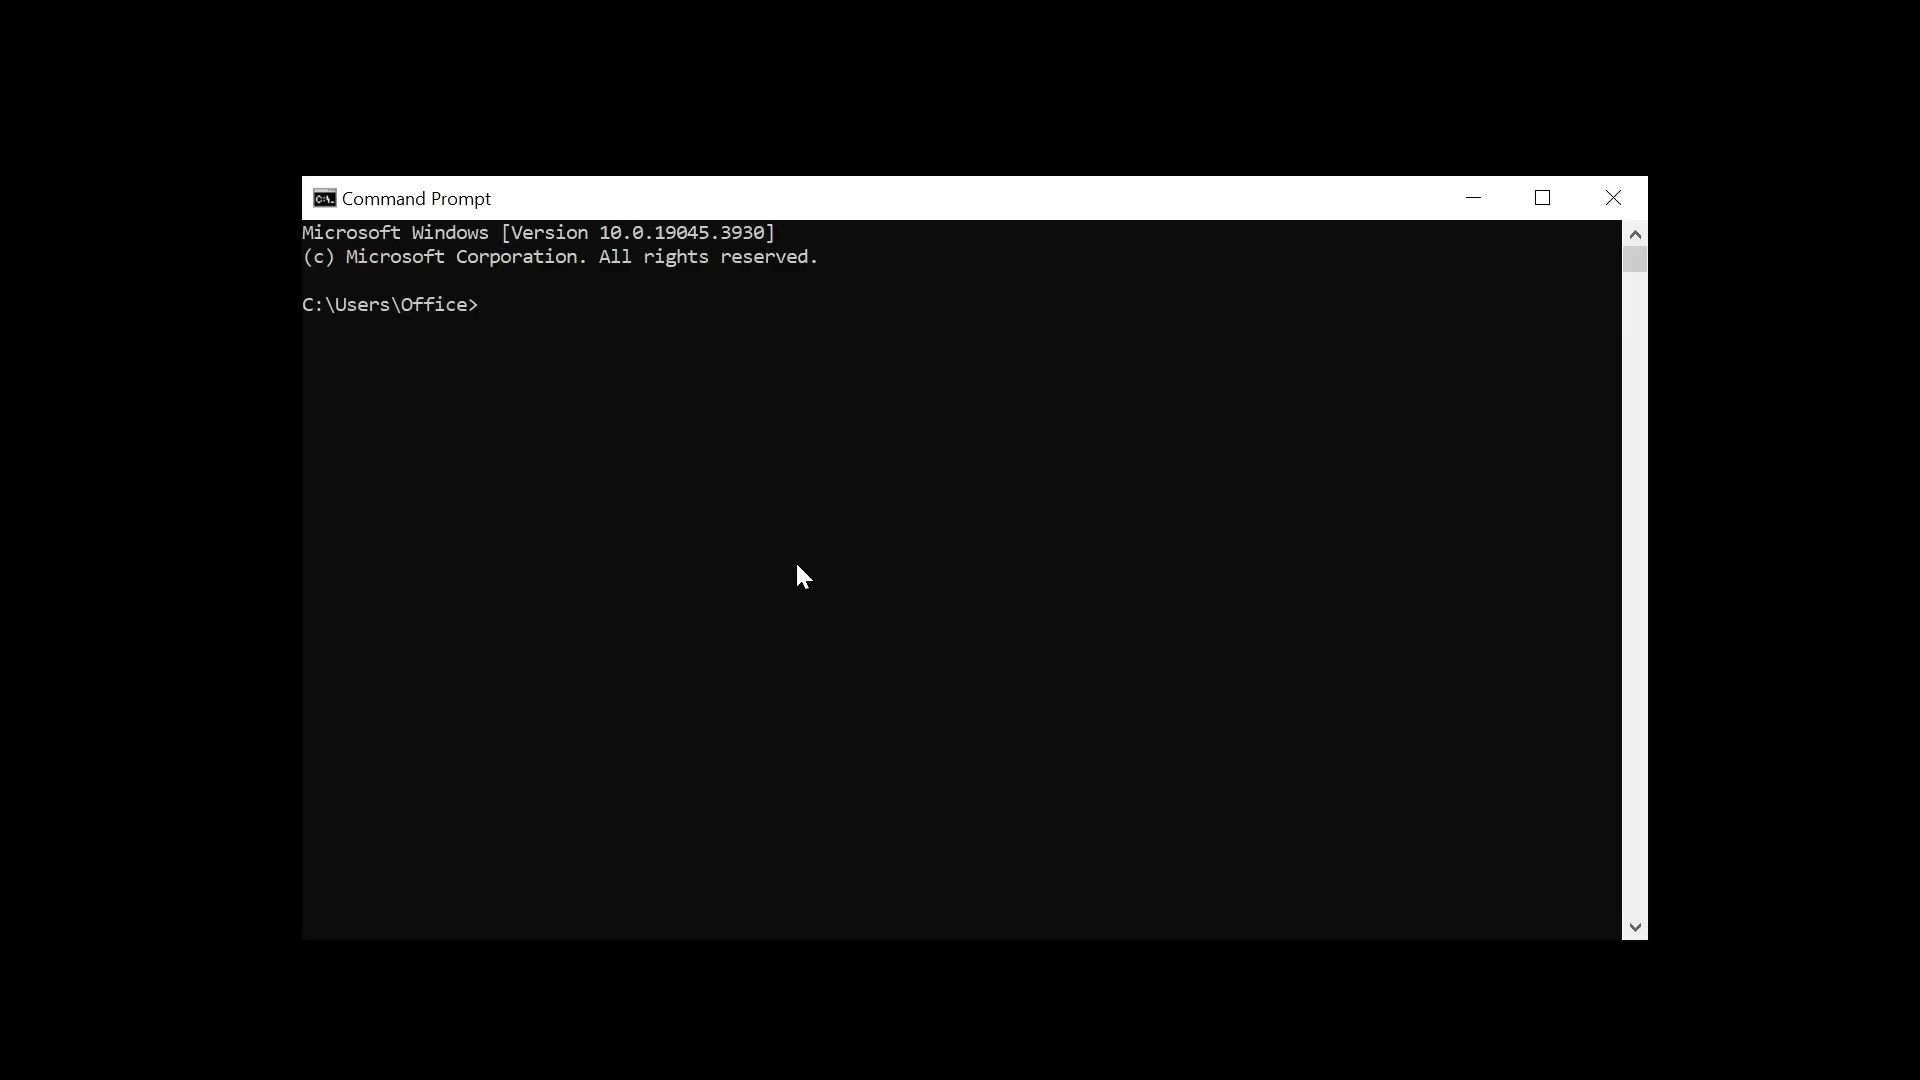 Command Prompt
Microsoft Windows [Version 10.0.19045.3930]
(c) Microsoft Corporation. All rights reserved.
C:\Users\Office>